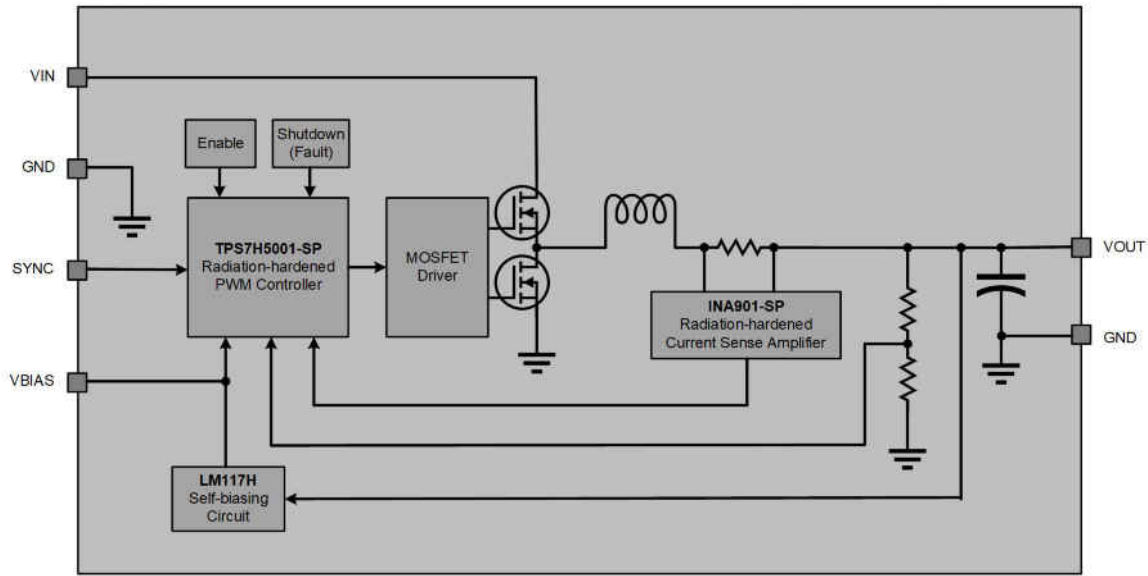 VIN
Enable
Shutdown
(Fault)
GND
TPS7H5001-SP
Radiation-hardened
PWM Controller
MOSFET
Driver
SYNC
VOUT
INA901-SP
Radiation-hardened
Current Sense Amplifier
GND
VBIAS
LM117H
Self-biasing
Circuit